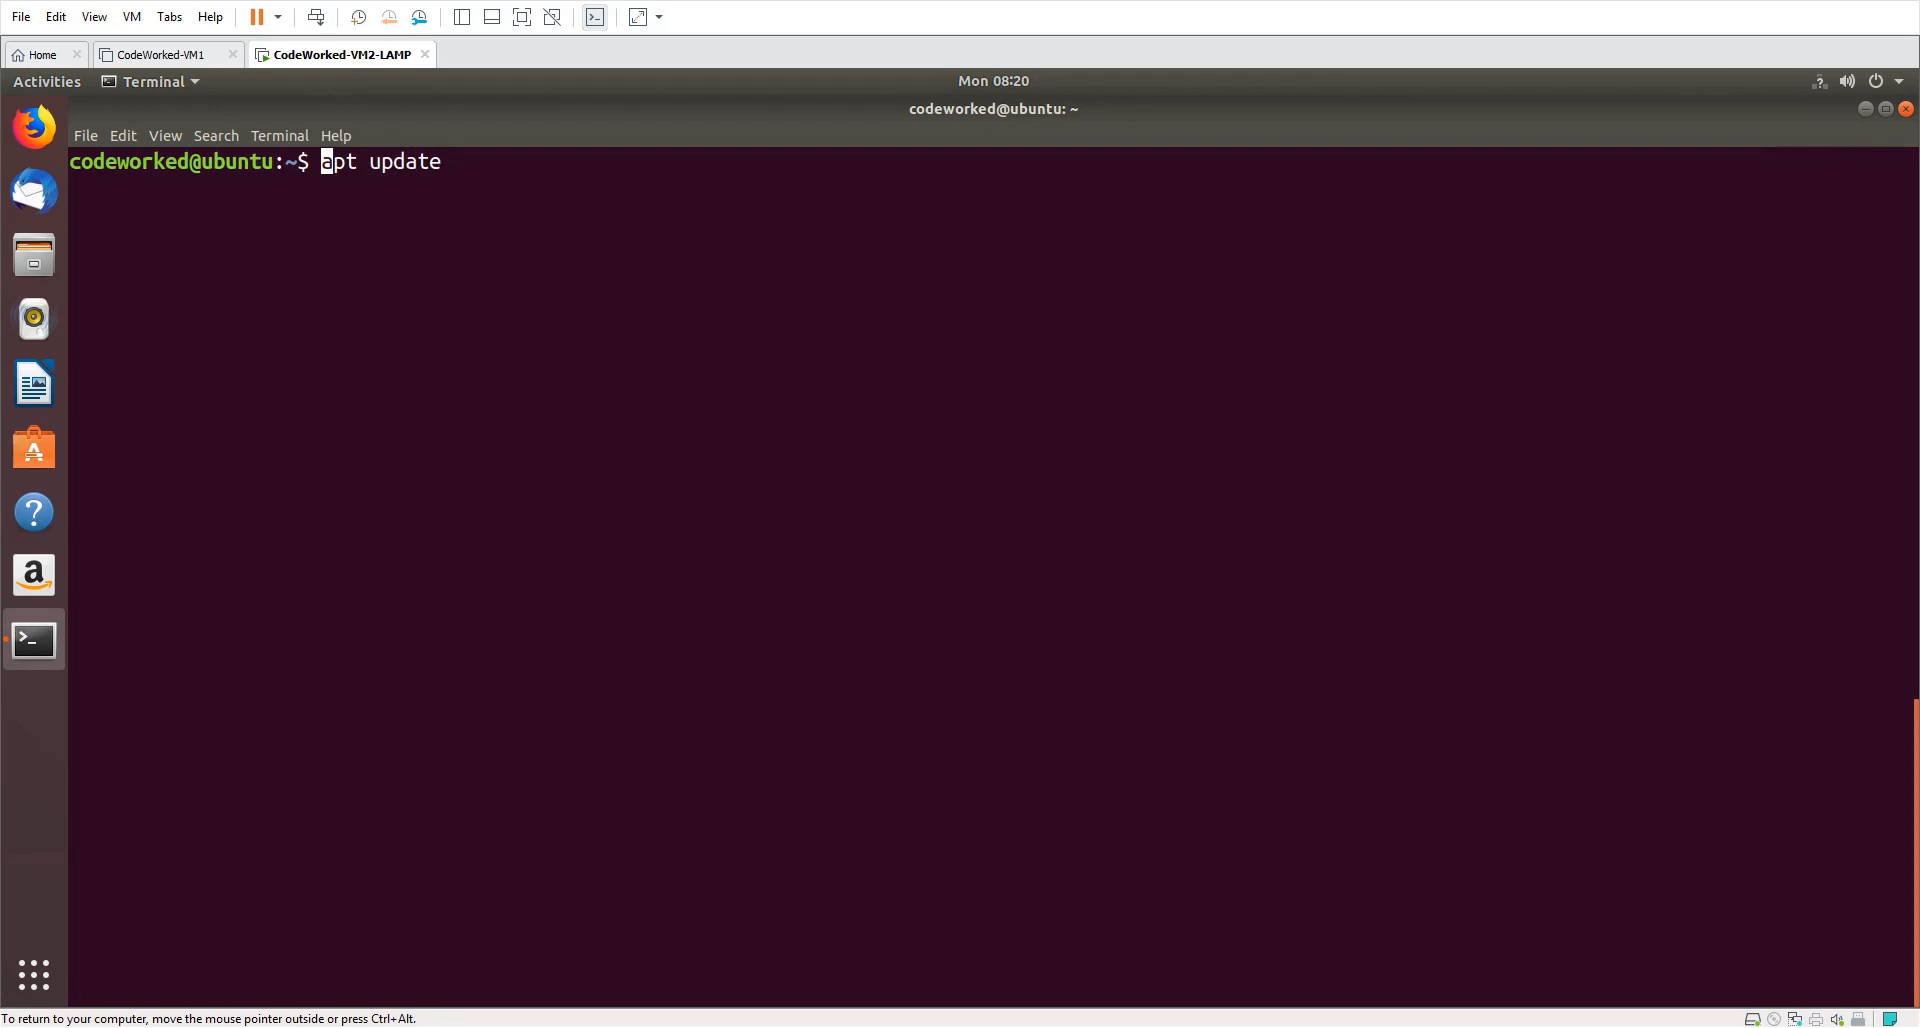 File Edit View VM Tabs Help
Home CodeWorked-VM1 CodeWorked-VM2-LAMP
Activities Terminal Mon 08:20
codeworked@ubuntu: ~
File Edit View Search Terminal Help
codeworked@ubuntu:~$ apt update
To return to your computer, move the mouse pointer outside or press Ctrl+Alt.